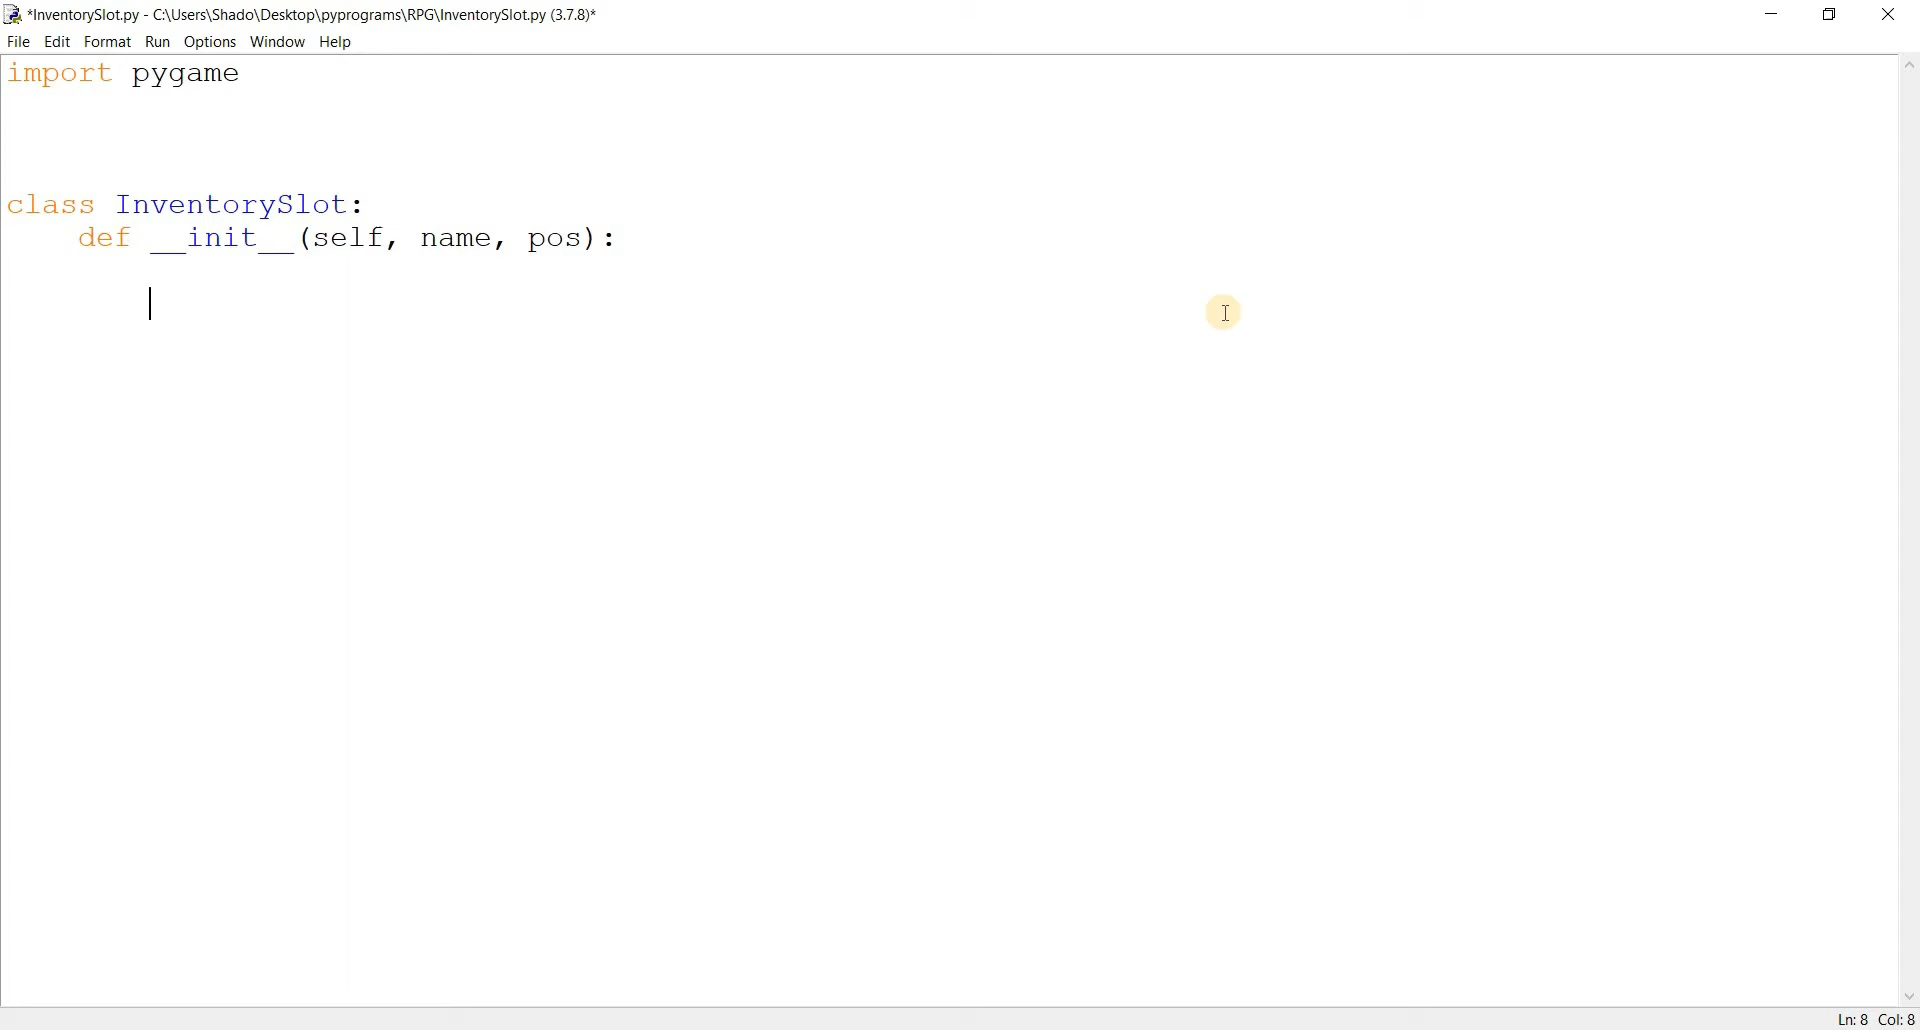 *InventorySlot.py - C:\Users\Shado\Desktop\pyprograms\RPG\InventorySlot.py (3.7.8)*
File Edit Format Run Options Window Help
import pygame
class InventorySlot:
    def __init__(self, name, pos):
Ln: 8 Col: 8